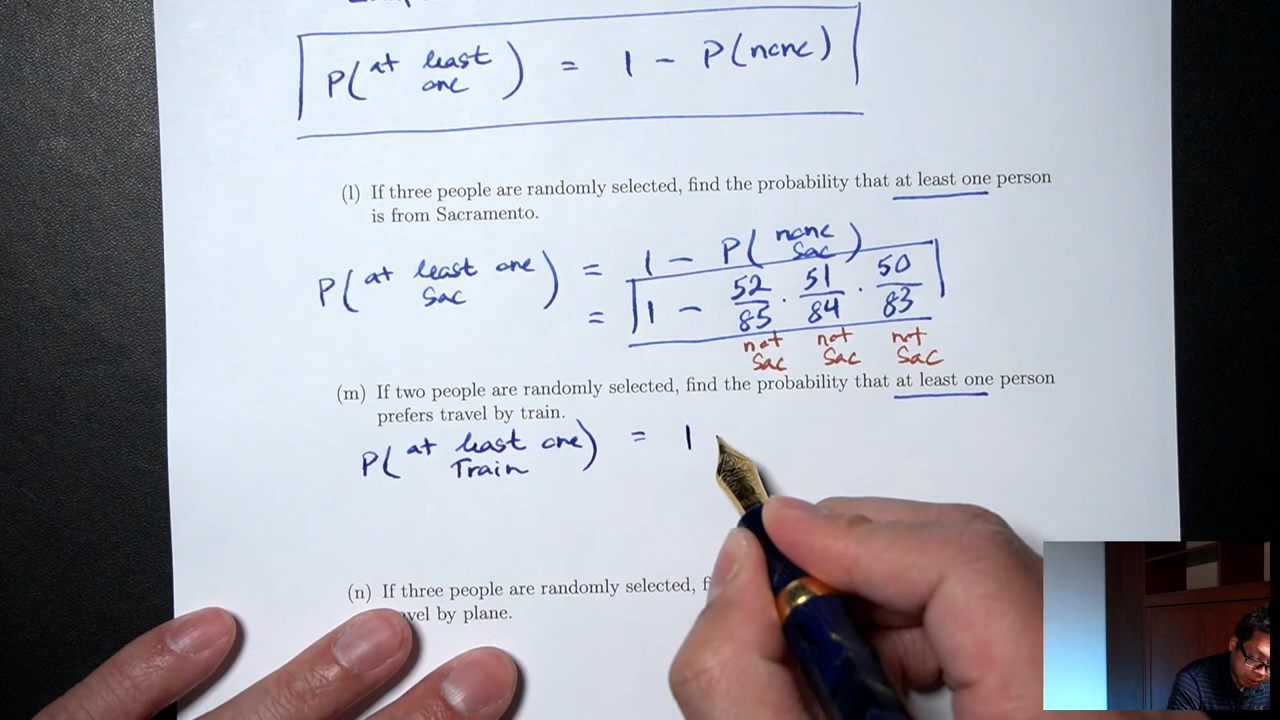 P( at least one ) = 1 - P(none)
(l) If three people are randomly selected, find the probability that at least one person
is from Sacramento.
P( at least one Sac ) = 1 - P( none Sac )
= 1 - 52/85 · 51/84 · 50/83
not Sac not Sac not Sac
(m) If two people are randomly selected, find the probability that at least one person
prefers travel by train.
P( at least one Train ) = 1
(n) If three people are randomly selected,
by plane.